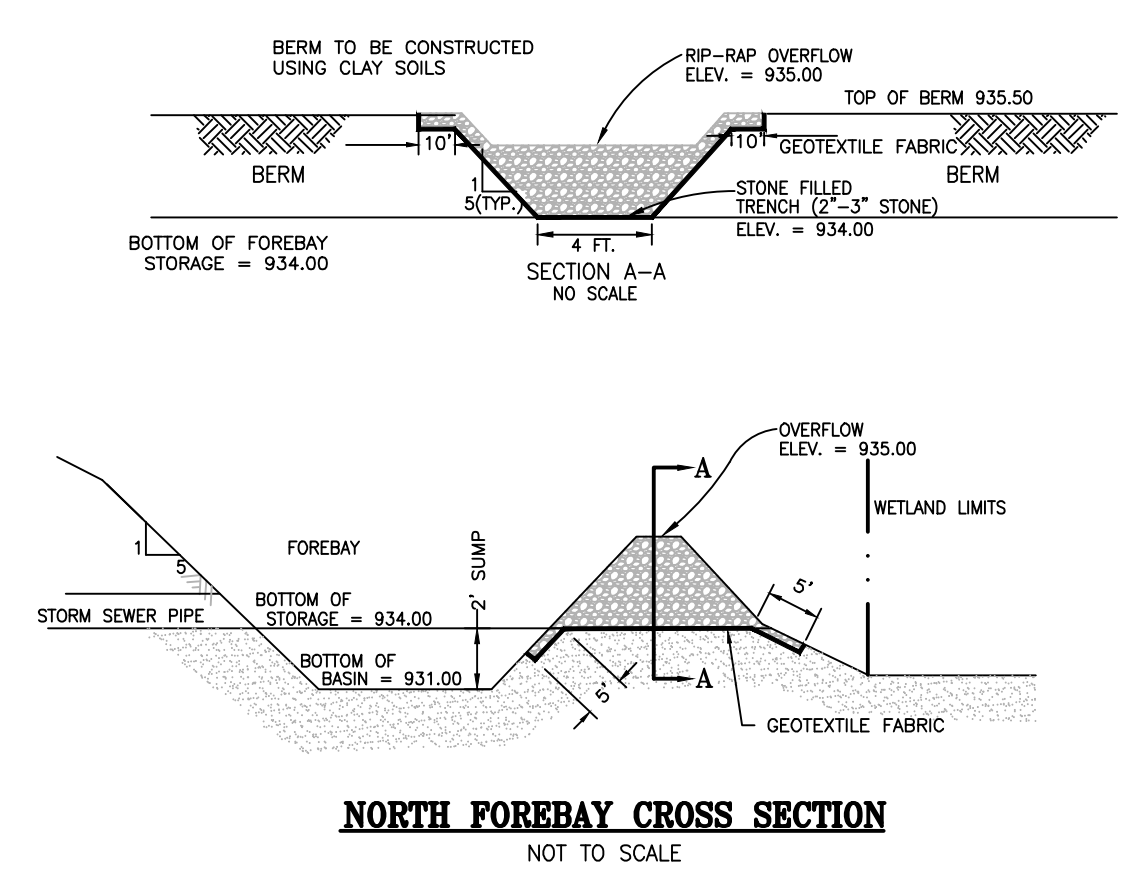 BERM TO BE CONSTRUCTED
USING CLAY SOILS
RIP-RAP OVERFLOW
ELEV. = 935.00
TOP OF BERM 935.50
10'
10'
GEOTEXTILE FABRIC
BERM
BERM
1
5(TYP.)
STONE FILLED
TRENCH (2"-3" STONE)
ELEV. = 934.00
BOTTOM OF FOREBAY
STORAGE = 934.00
4 FT.
SECTION A-A
NO SCALE
OVERFLOW
ELEV. = 935.00
A
WETLAND LIMITS
1
5
FOREBAY
2' SUMP
5'
BOTTOM OF
STORAGE = 934.00
STORM SEWER PIPE
BOTTOM OF
BASIN = 931.00
5'
A
GEOTEXTILE FABRIC
NORTH FOREBAY CROSS SECTION
NOT TO SCALE